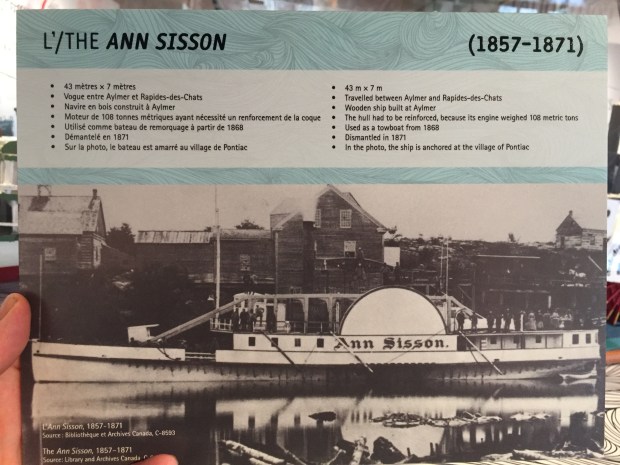 L'/THE ANN SISSON
(1857-1871)
• 43 mètres x 7 mètres
• Vogue entre Aylmer et Rapides-des-Chats
• Navire en bois construit à Aylmer
• Moteur de 108 tonnes métriques ayant nécessité un renforcement de la coque
• Utilisé comme bateau de remorquage à partir de 1868
• Démantelé en 1871
• Sur la photo, le bateau est amarré au village de Pontiac
• 43 m x 7 m
• Travelled between Aylmer and Rapides-des-Chats
• Wooden ship built at Aylmer
• The hull had to be reinforced, because its engine weighed 108 metric tons
• Used as a towboat from 1868
• Dismantled in 1871
• In the photo, the ship is anchored at the village of Pontiac
Ann Sisson.
L'Ann Sisson, 1857-1871
Source : Bibliothèque et Archives Canada, C-8593
The Ann Sisson, 1857-1871
Source: Library and Archives Canada,